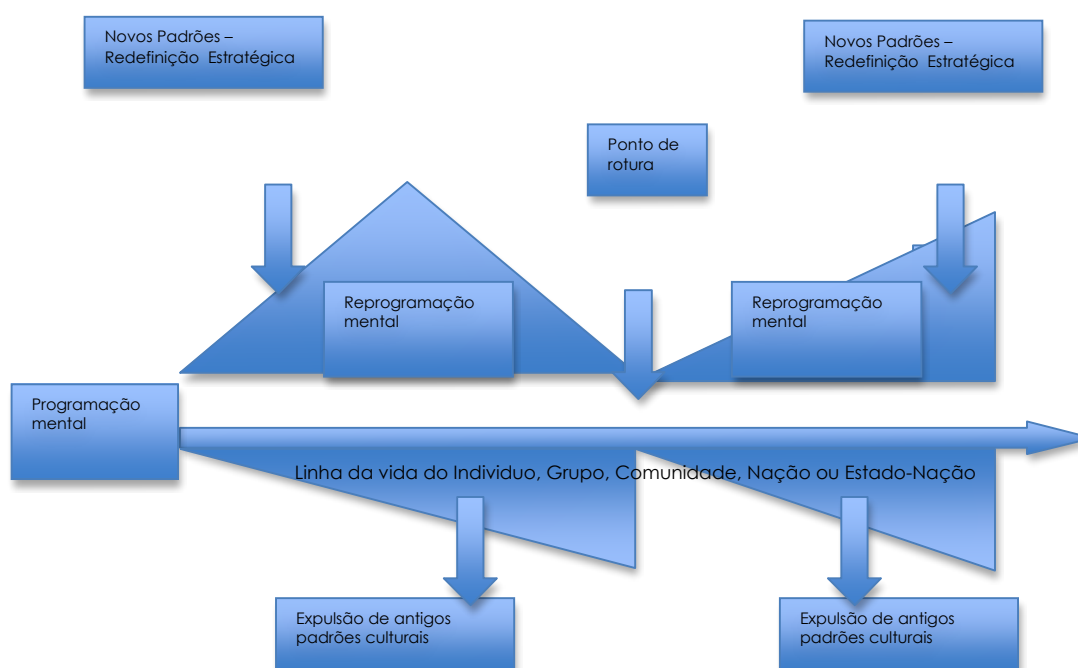 Novos Padrões –
Redefinição Estratégica
Novos Padrões –
Redefinição Estratégica
Ponto de
rotura
Reprogramação
mental
Reprogramação
mental
Programação
mental
Linha da vida do Individuo, Grupo, Comunidade, Nação ou Estado-Nação
Expulsão de antigos
padrões culturais
Expulsão de antigos
padrões culturais